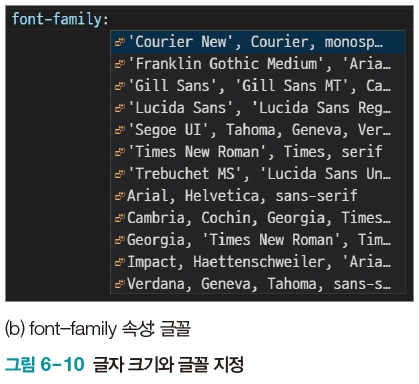 font-family:
'Courier New', Courier, monosp…
'Franklin Gothic Medium', 'Aria…
'Gill Sans', 'Gill Sans MT', Ca…
'Lucida Sans', 'Lucida Sans Reg…
'Segoe UI', Tahoma, Geneva, Ver…
'Times New Roman', Times, serif
'Trebuchet MS', 'Lucida Sans Un…
Arial, Helvetica, sans-serif
Cambria, Cochin, Georgia, Times…
Georgia, 'Times New Roman', Tim…
Impact, Haettenschweiler, 'Aria…
Verdana, Geneva, Tahoma, sans-s…
(b) font-family 속성: 글꼴
그림 6-10 글자 크기와 글꼴 지정